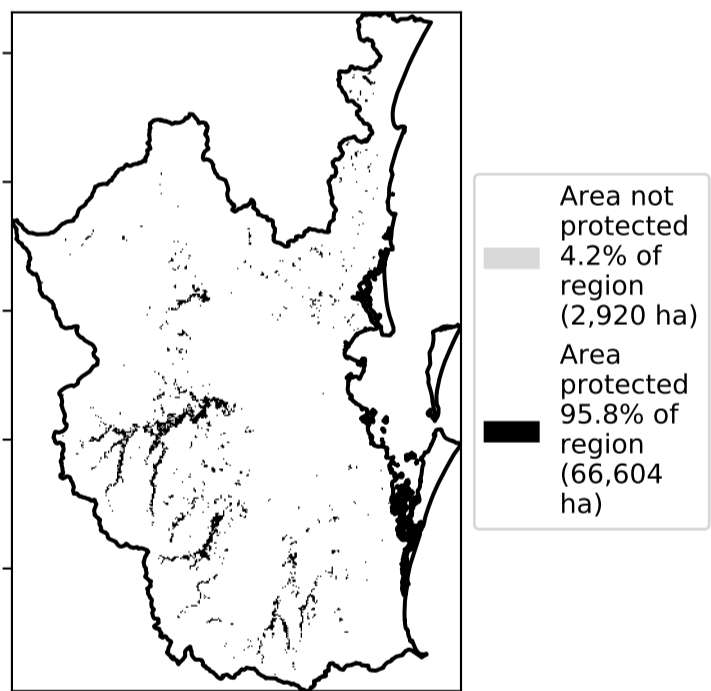 Area not
protected
4.2% of
region
(2,920 ha)
Area
protected
95.8% of
region
(66,604
ha)